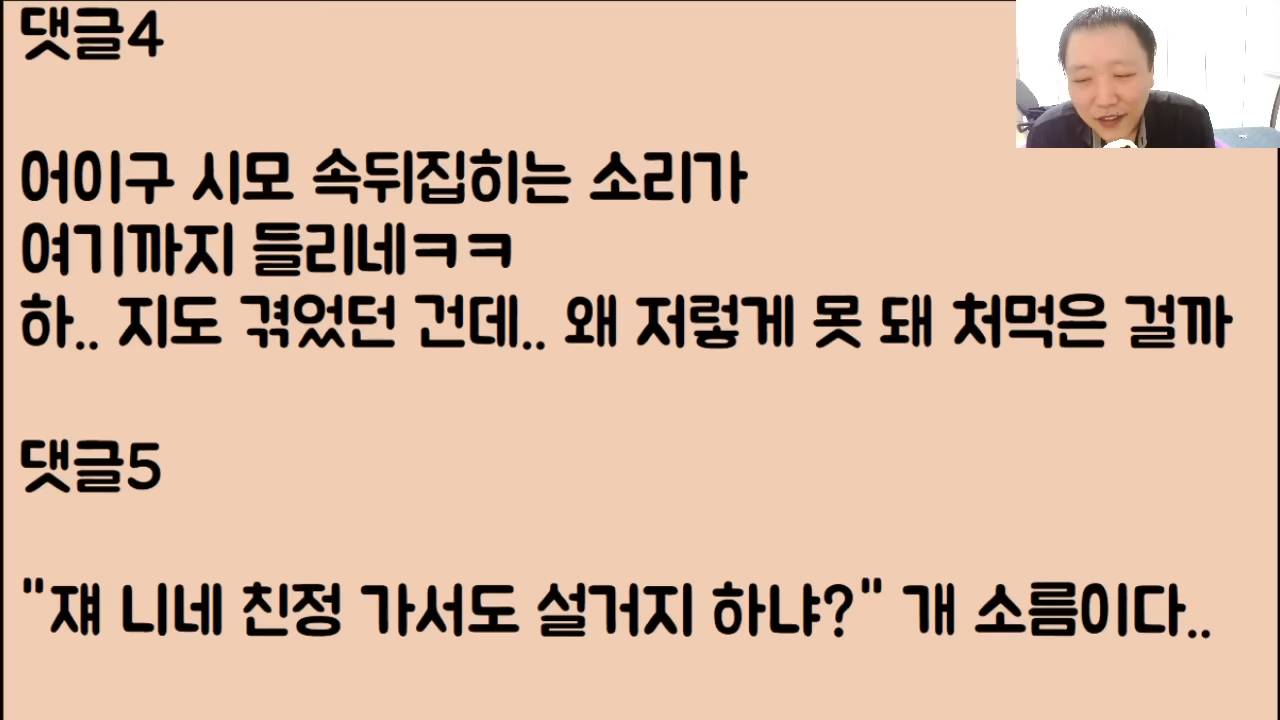 댓글4
어이구 시모 속뒤집히는 소리가
여기까지 들리네ㅋㅋ
하.. 지도 겪었던 건데.. 왜 저렇게 못 돼 처먹은 걸까
댓글5
"쟤 니네 친정 가서도 설거지 하냐?" 개 소름이다..